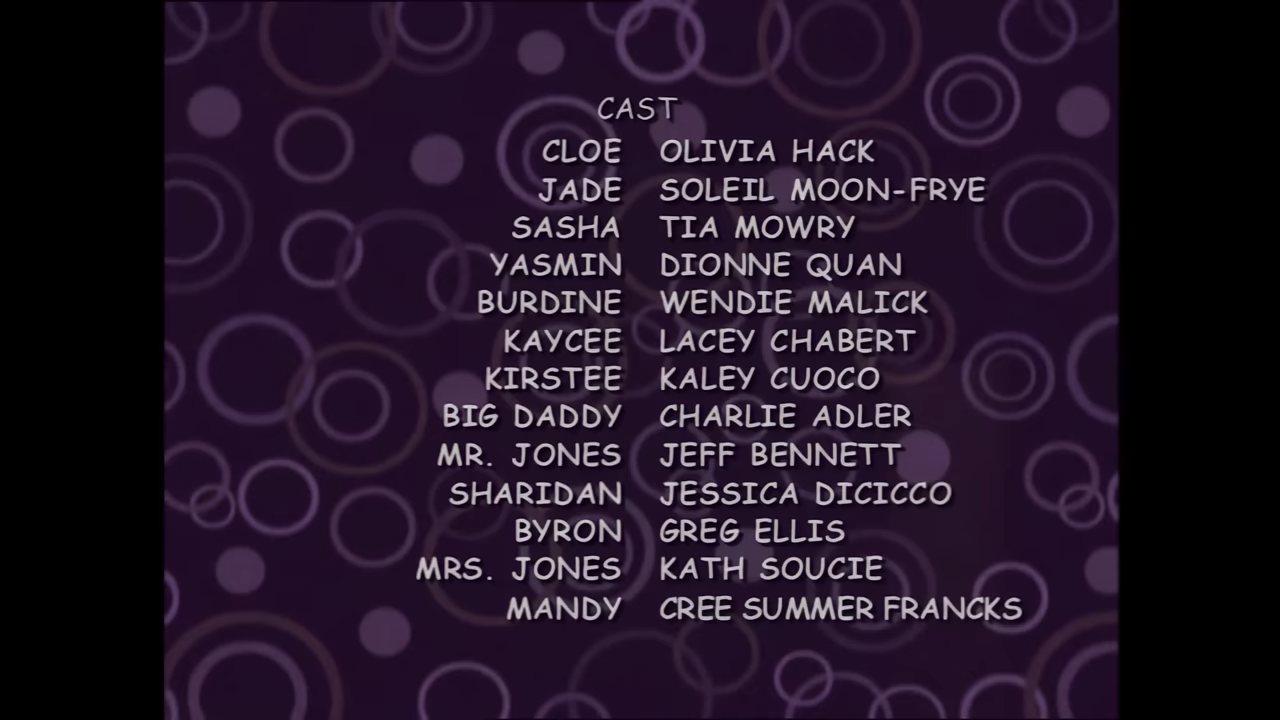 CAST
CLOE OLIVIA HACK
JADE SOLEIL MOON-FRYE
SASHA TIA MOWRY
YASMIN DIONNE QUAN
BURDINE WENDIE MALICK
KAYCEE LACEY CHABERT
KIRSTEE KALEY CUOCO
BIG DADDY CHARLIE ADLER
MR. JONES JEFF BENNETT
SHARIDAN JESSICA DICICCO
BYRON GREG ELLIS
MRS. JONES KATH SOUCIE
MANDY CREE SUMMER FRANCKS